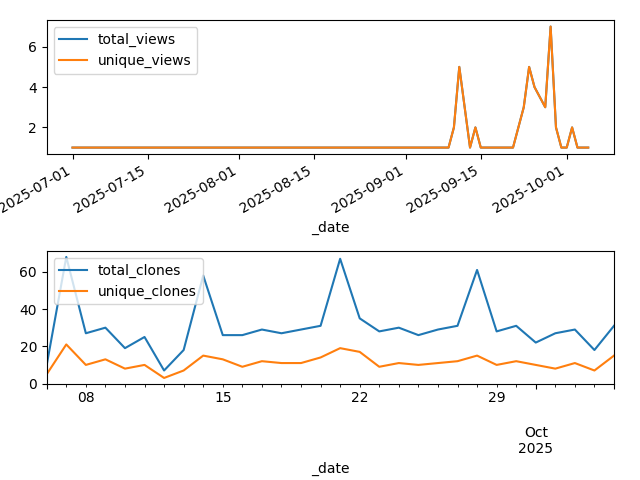 total_views
unique_views
6
4
2
2025-07-01
2025-07-15
2025-08-01
2025-08-15
2025-09-01
2025-09-15
2025-10-01
_date
total_clones
unique_clones
60
40
20
0
08
15
22
29
Oct
2025
_date